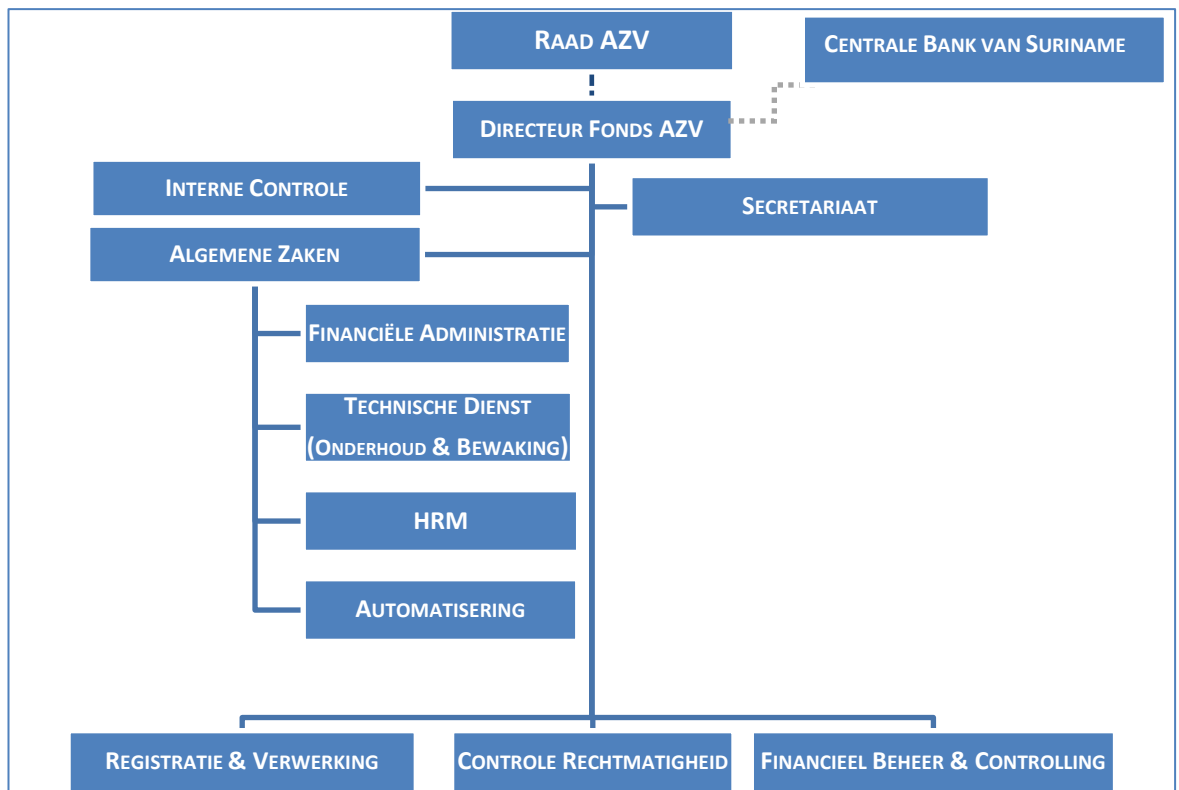 RAAD AZV
CENTRALE BANK VAN SURINAME
DIRECTEUR FONDS AZV
INTERNE CONTROLE
SECRETARIAAT
ALGEMENE ZAKEN
FINANCIËLE ADMINISTRATIE
TECHNISCHE DIENST
(ONDERHOUD & BEWAKING)
HRM
AUTOMATISERING
REGISTRATIE & VERWERKING
CONTROLE RECHTMATIGHEID
FINANCIEEL BEHEER & CONTROLLING